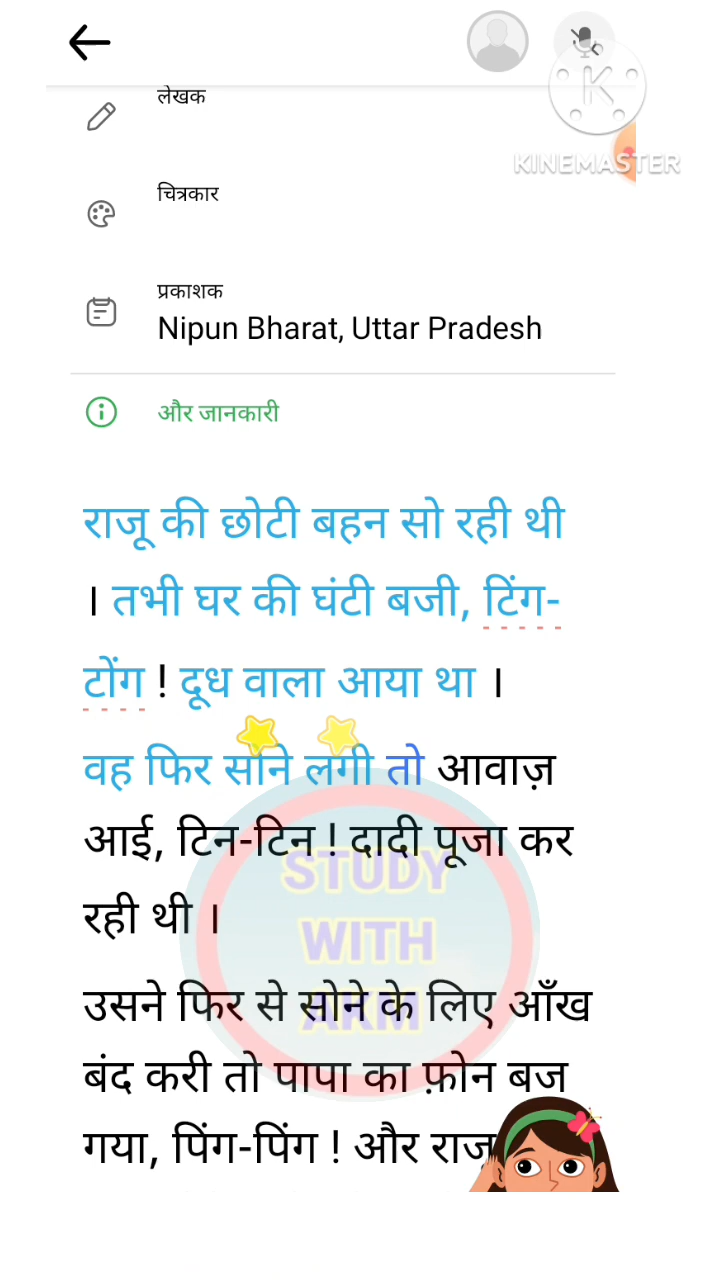 लेखक
KINEMASTER
चित्रकार
प्रकाशक
Nipun Bharat, Uttar Pradesh
और जानकारी
राजू की छोटी बहन सो रही थी
। तभी घर की घंटी बजी, टिंग-
टोंग ! दूध वाला आया था ।
वह फिर सोने लगी तो आवाज़
आई, टिन-टिन ! दादी पूजा कर
रही थी ।
उसने फिर से सोने के लिए आँख
बंद करी तो पापा का फ़ोन बज
गया, पिंग-पिंग ! और राजू
STUDY
WITH
AKM